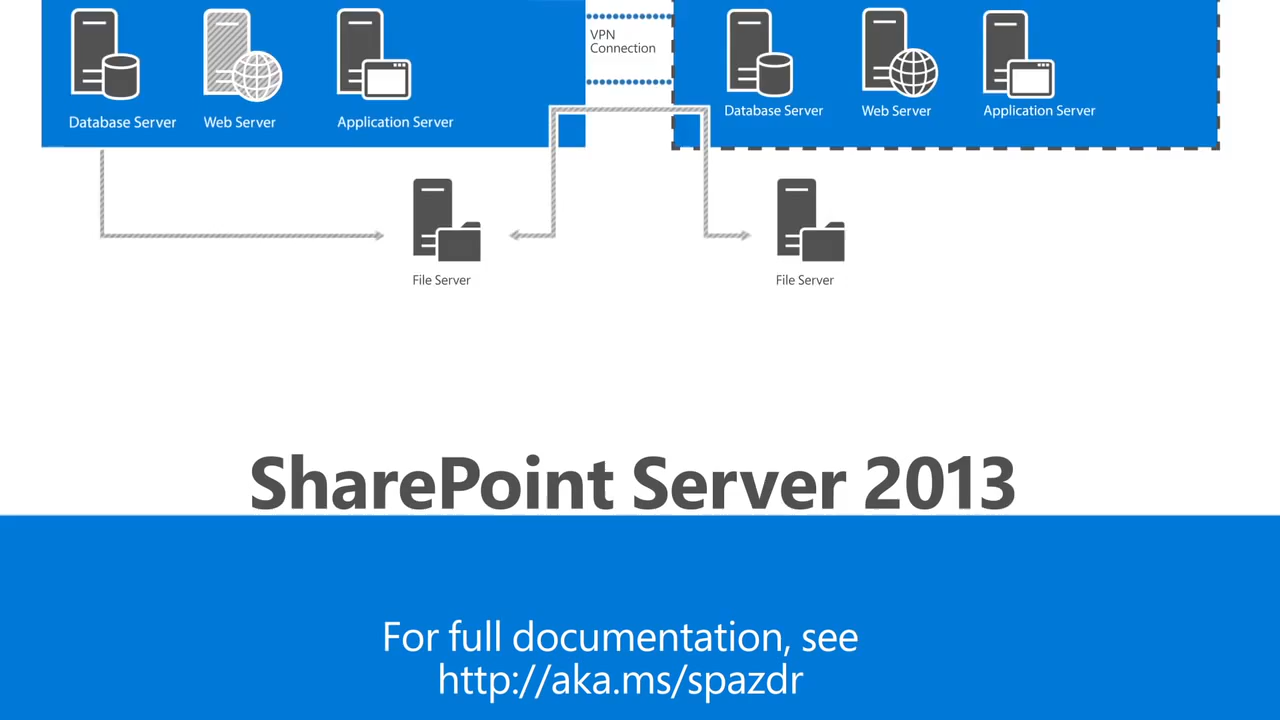 VPN
Connection
Database Server
Web Server
Application Server
Database Server
Web Server
Application Server
File Server
File Server
SharePoint Server 2013
For full documentation, see
http://aka.ms/spazdr